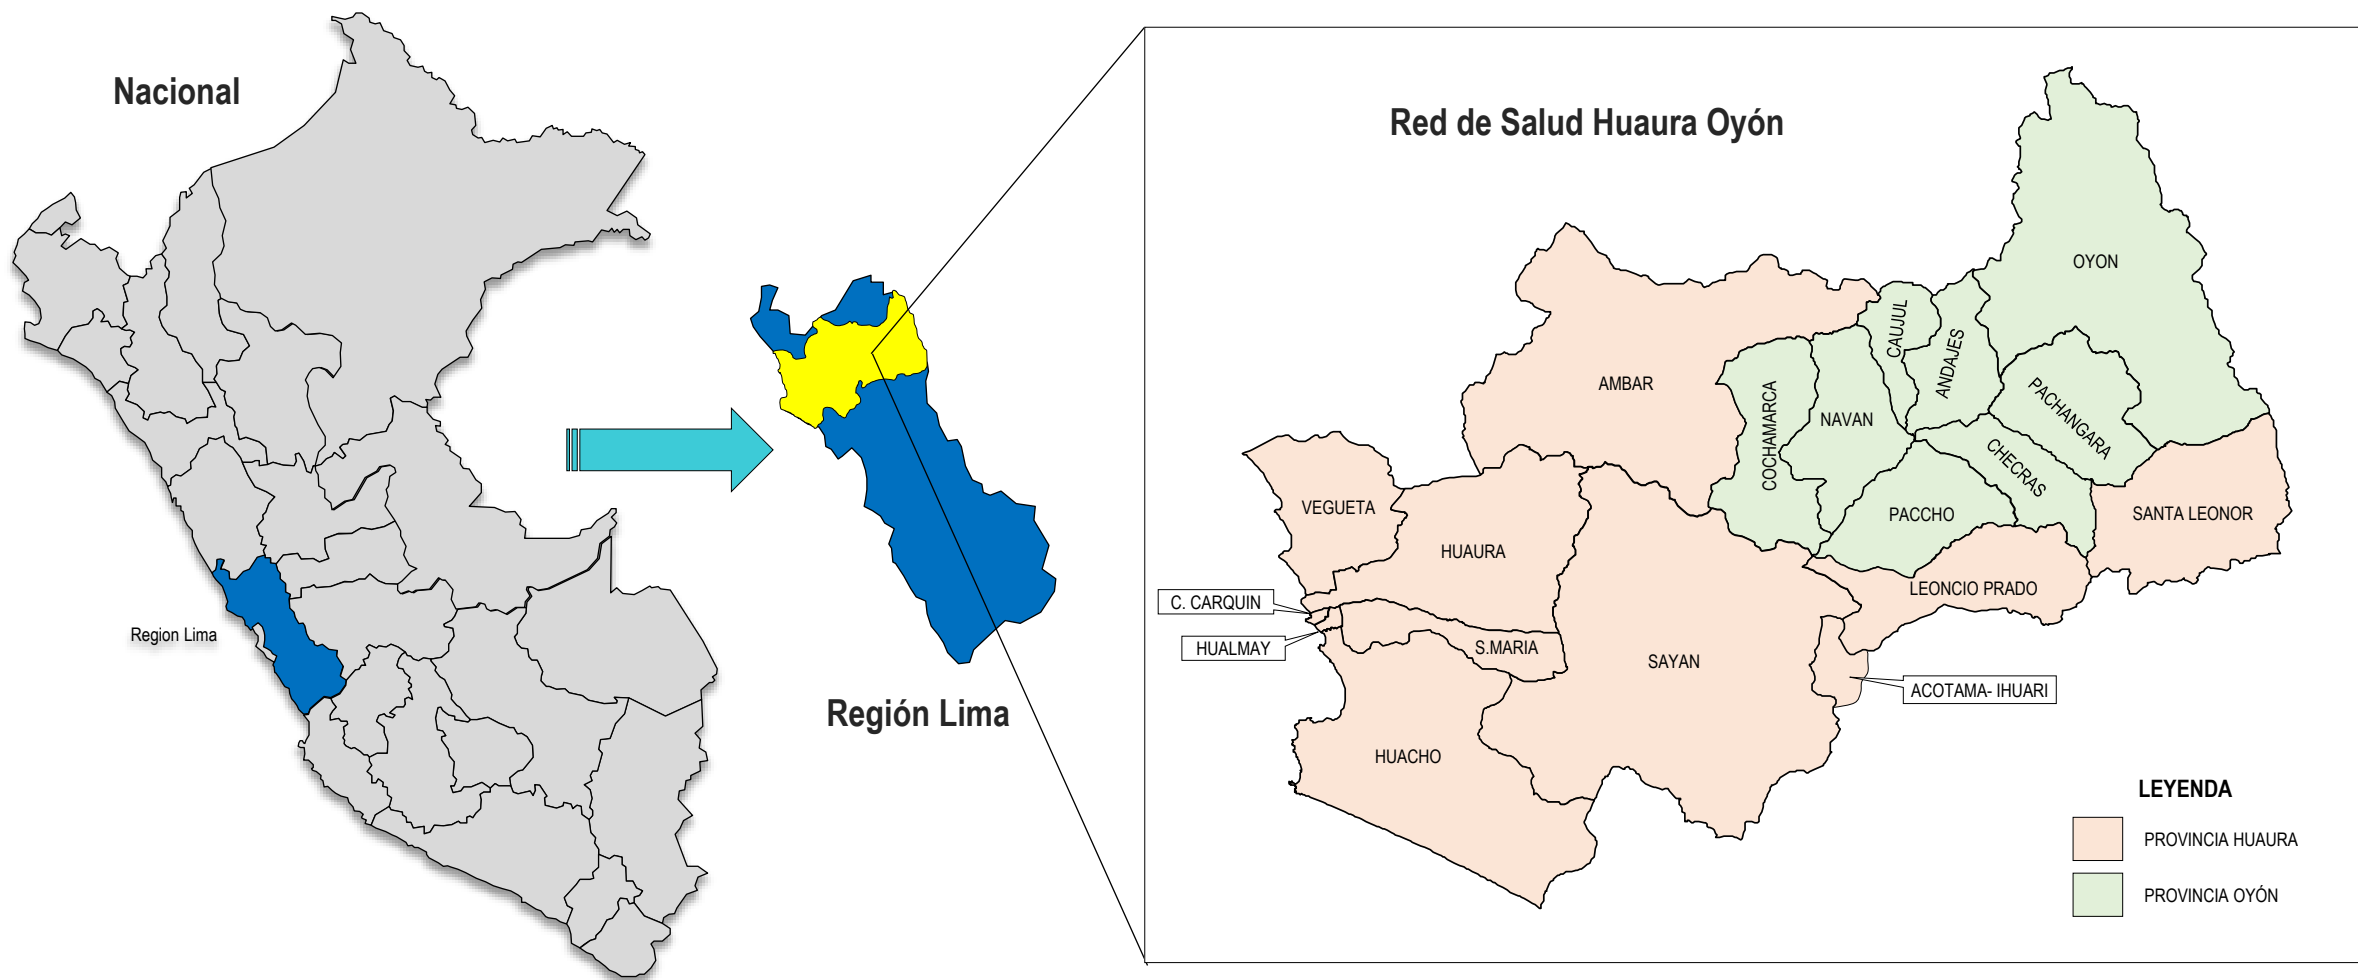 Nacional
Region Lima
Región Lima
Red de Salud Huaura Oyón
OYON
CAUJUL
ANDAJES
AMBAR
PACHANGARA
COCHAMARCA
NAVAN
CHECRAS
VEGUETA
PACCHO
SANTA LEONOR
HUAURA
LEONCIO PRADO
C. CARQUIN
HUALMAY
S.MARIA
SAYAN
ACOTAMA- IHUARI
HUACHO
LEYENDA
PROVINCIA HUAURA
PROVINCIA OYÓN